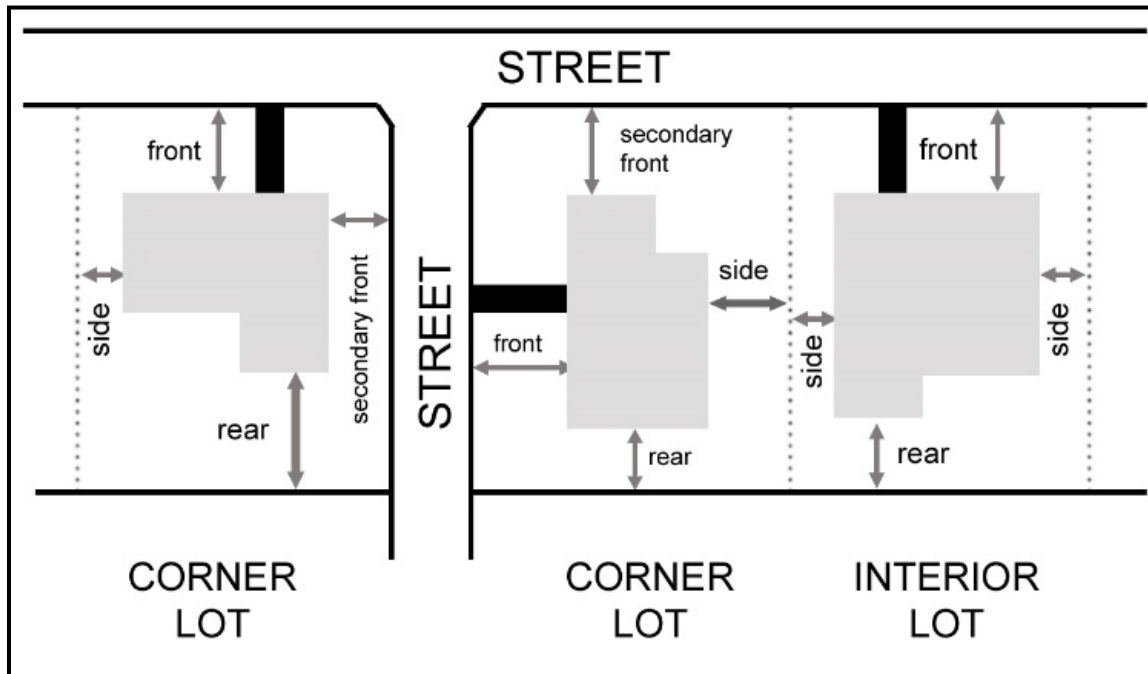 STREET
front
side
secondary front
rear
STREET
secondary
front
front
side
rear
front
side
side
rear
CORNER
LOT
CORNER
LOT
INTERIOR
LOT